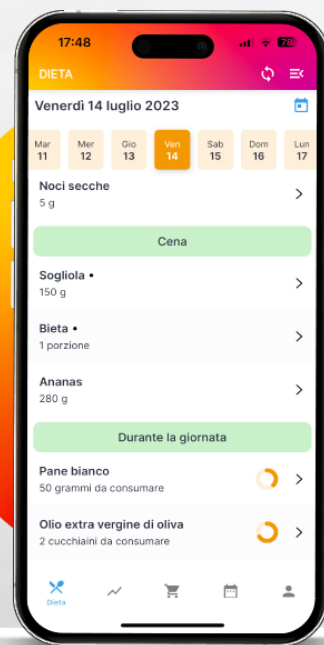 17:48
78
DIETA
Venerdì 14 luglio 2023
Mar Mer Gio Ven Sab Dom Lun
11 12 13 14 15 16 17
Noci secche
5 g
Cena
Sogliola •
150 g
Bieta •
1 porzione
Ananas
280 g
Durante la giornata
Pane bianco
50 grammi da consumare
Olio extra vergine di oliva
2 cucchiaini da consumare
Dieta